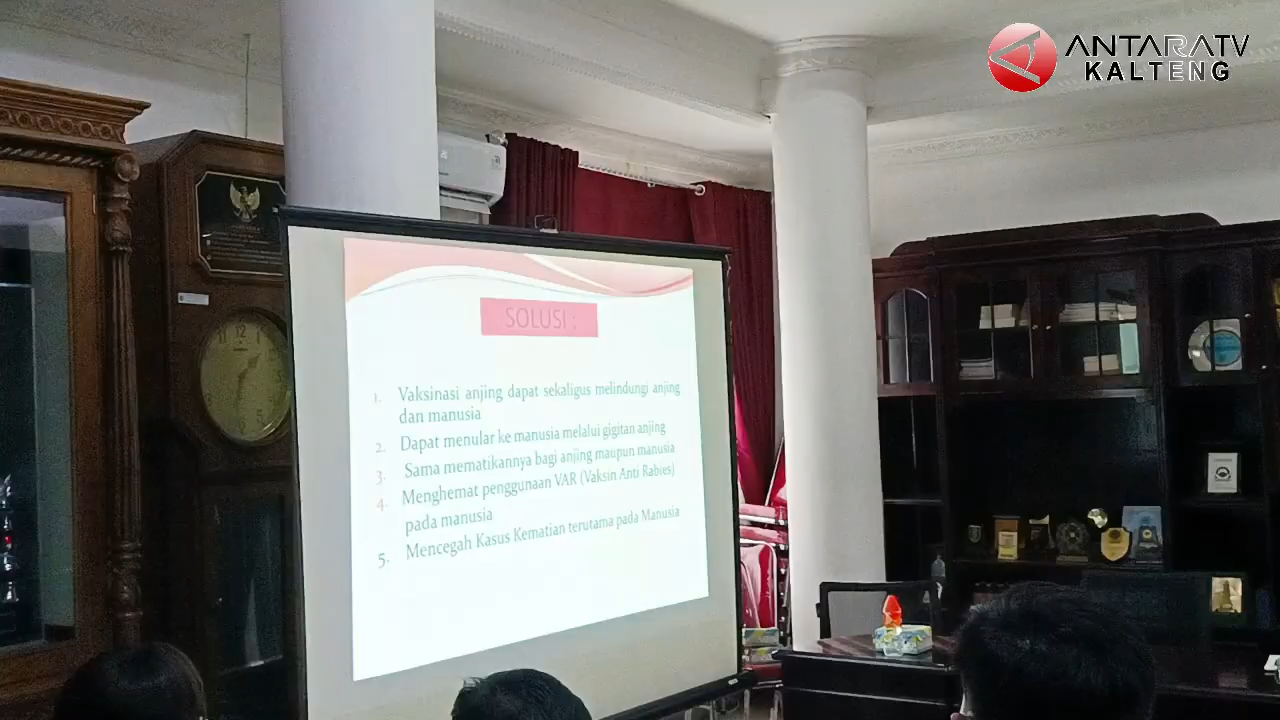 ANTARATV
KALTENG
SOLUSI :
1. Vaksinasi anjing dapat sekaligus melindungi anjing
dan manusia
2. Dapat menular ke manusia melalui gigitan anjing
3. Sama mematikannya bagi anjing maupun manusia
4. Menghemat penggunaan VAR (Vaksin Anti Rabies)
pada manusia
5. Mencegah Kasus Kematian terutama pada Manusia
12
5